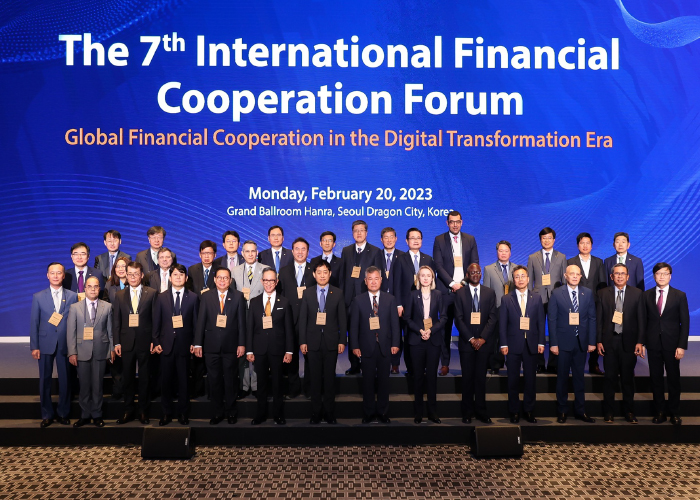 The 7th International Financial
Cooperation Forum
Global Financial Cooperation in the Digital Transformation Era
Monday, February 20, 2023
Grand Ballroom Hanra, Seoul Dragon City, Korea